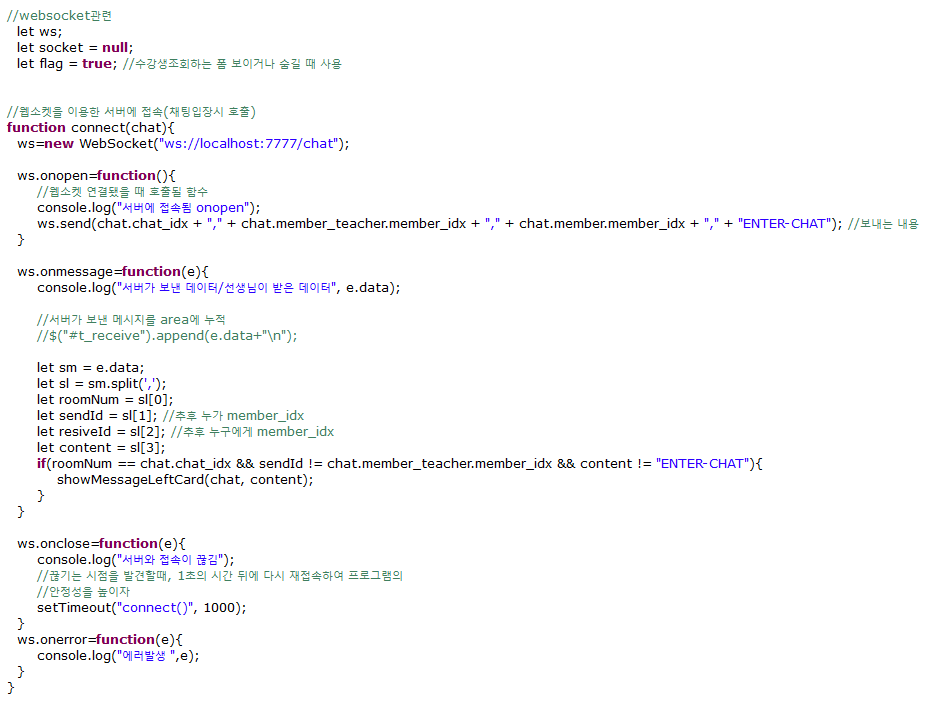 //websocket관련
let ws;
let socket = null;
let flag = true; //수강생조회하는 폼 보이거나 숨길 때 사용
//웹소켓을 이용한 서버에 접속(채팅입장시 호출)
function connect(chat){
ws=new WebSocket("ws://localhost:7777/chat");
ws.onopen=function(){
//웹소켓 연결됐을 때 호출될 함수
console.log("서버에 접속됨 onopen");
ws.send(chat.chat_idx + "," + chat.member_teacher.member_idx + "," + chat.member.member_idx + "," + "ENTER-CHAT"); //보내는 내용
}
ws.onmessage=function(e){
console.log("서버가 보낸 데이터/선생님이 받은 데이터", e.data);
//서버가 보낸 메시지를 area에 누적
//$("#t_receive").append(e.data+"\n");
let sm = e.data;
let sl = sm.split(',');
let roomNum = sl[0];
let sendId = sl[1]; //추후 누가 member_idx
let resiveId = sl[2]; //추후 누구에게 member_idx
let content = sl[3];
if(roomNum == chat.chat_idx && sendId != chat.member_teacher.member_idx && content != "ENTER-CHAT"){
showMessageLeftCard(chat, content);
}
}
ws.onclose=function(e){
console.log("서버와 접속이 끊김");
//끊기는 시점을 발견할때, 1초의 시간 뒤에 다시 재접속하여 프로그램의
//안정성을 높이자
setTimeout("connect()", 1000);
}
ws.onerror=function(e){
console.log("에러발생 ",e);
}
}